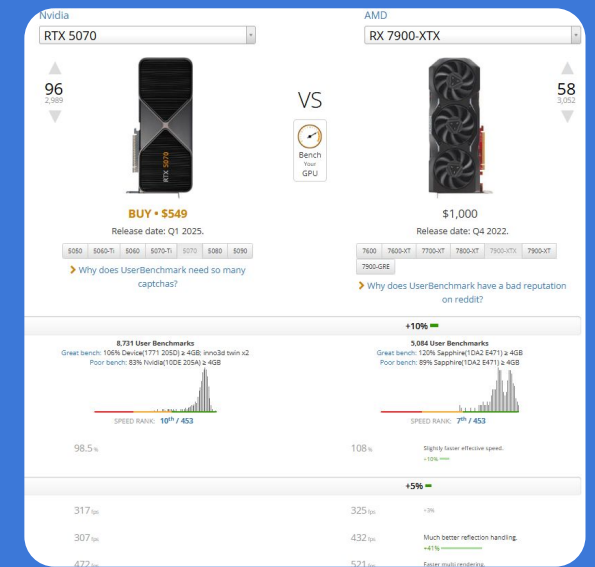 Nvidia
AMD
RTX 5070
RX 7900-XTX
96
2,989
58
3,052
VS
Bench
Your
GPU
RTX 5070
BUY • $549
$1,000
Release date: Q1 2025.
Release date: Q4 2022.
5050 5060-Ti 5060 5070-Ti 5070 5080 5090
7600 7600-XT 7700-XT 7800-XT 7900-XTX 7900-XT
7900-GRE
Why does UserBenchmark need so many
captchas?
Why does UserBenchmark have a bad reputation
on reddit?
+10%
8,731 User Benchmarks
Great bench: 106% Device(1771 205D) ≥ 4GB; inno3d twin x2
Poor bench: 83% Nvidia(10DE 205A) ≥ 4GB
5,084 User Benchmarks
Great bench: 120% Sapphire(1DA2 E471) ≥ 4GB
Poor bench: 89% Sapphire(1DA2 E471) ≥ 4GB
SPEED RANK: 10th / 453
SPEED RANK: 7th / 453
98.5 %
108 %
Slightly faster effective speed.
+10%
+5%
317 fps
325 fps
+3%
307 fps
432 fps
Much better reflection handling.
+41%
472 fps
521 fps
Faster multi rendering.